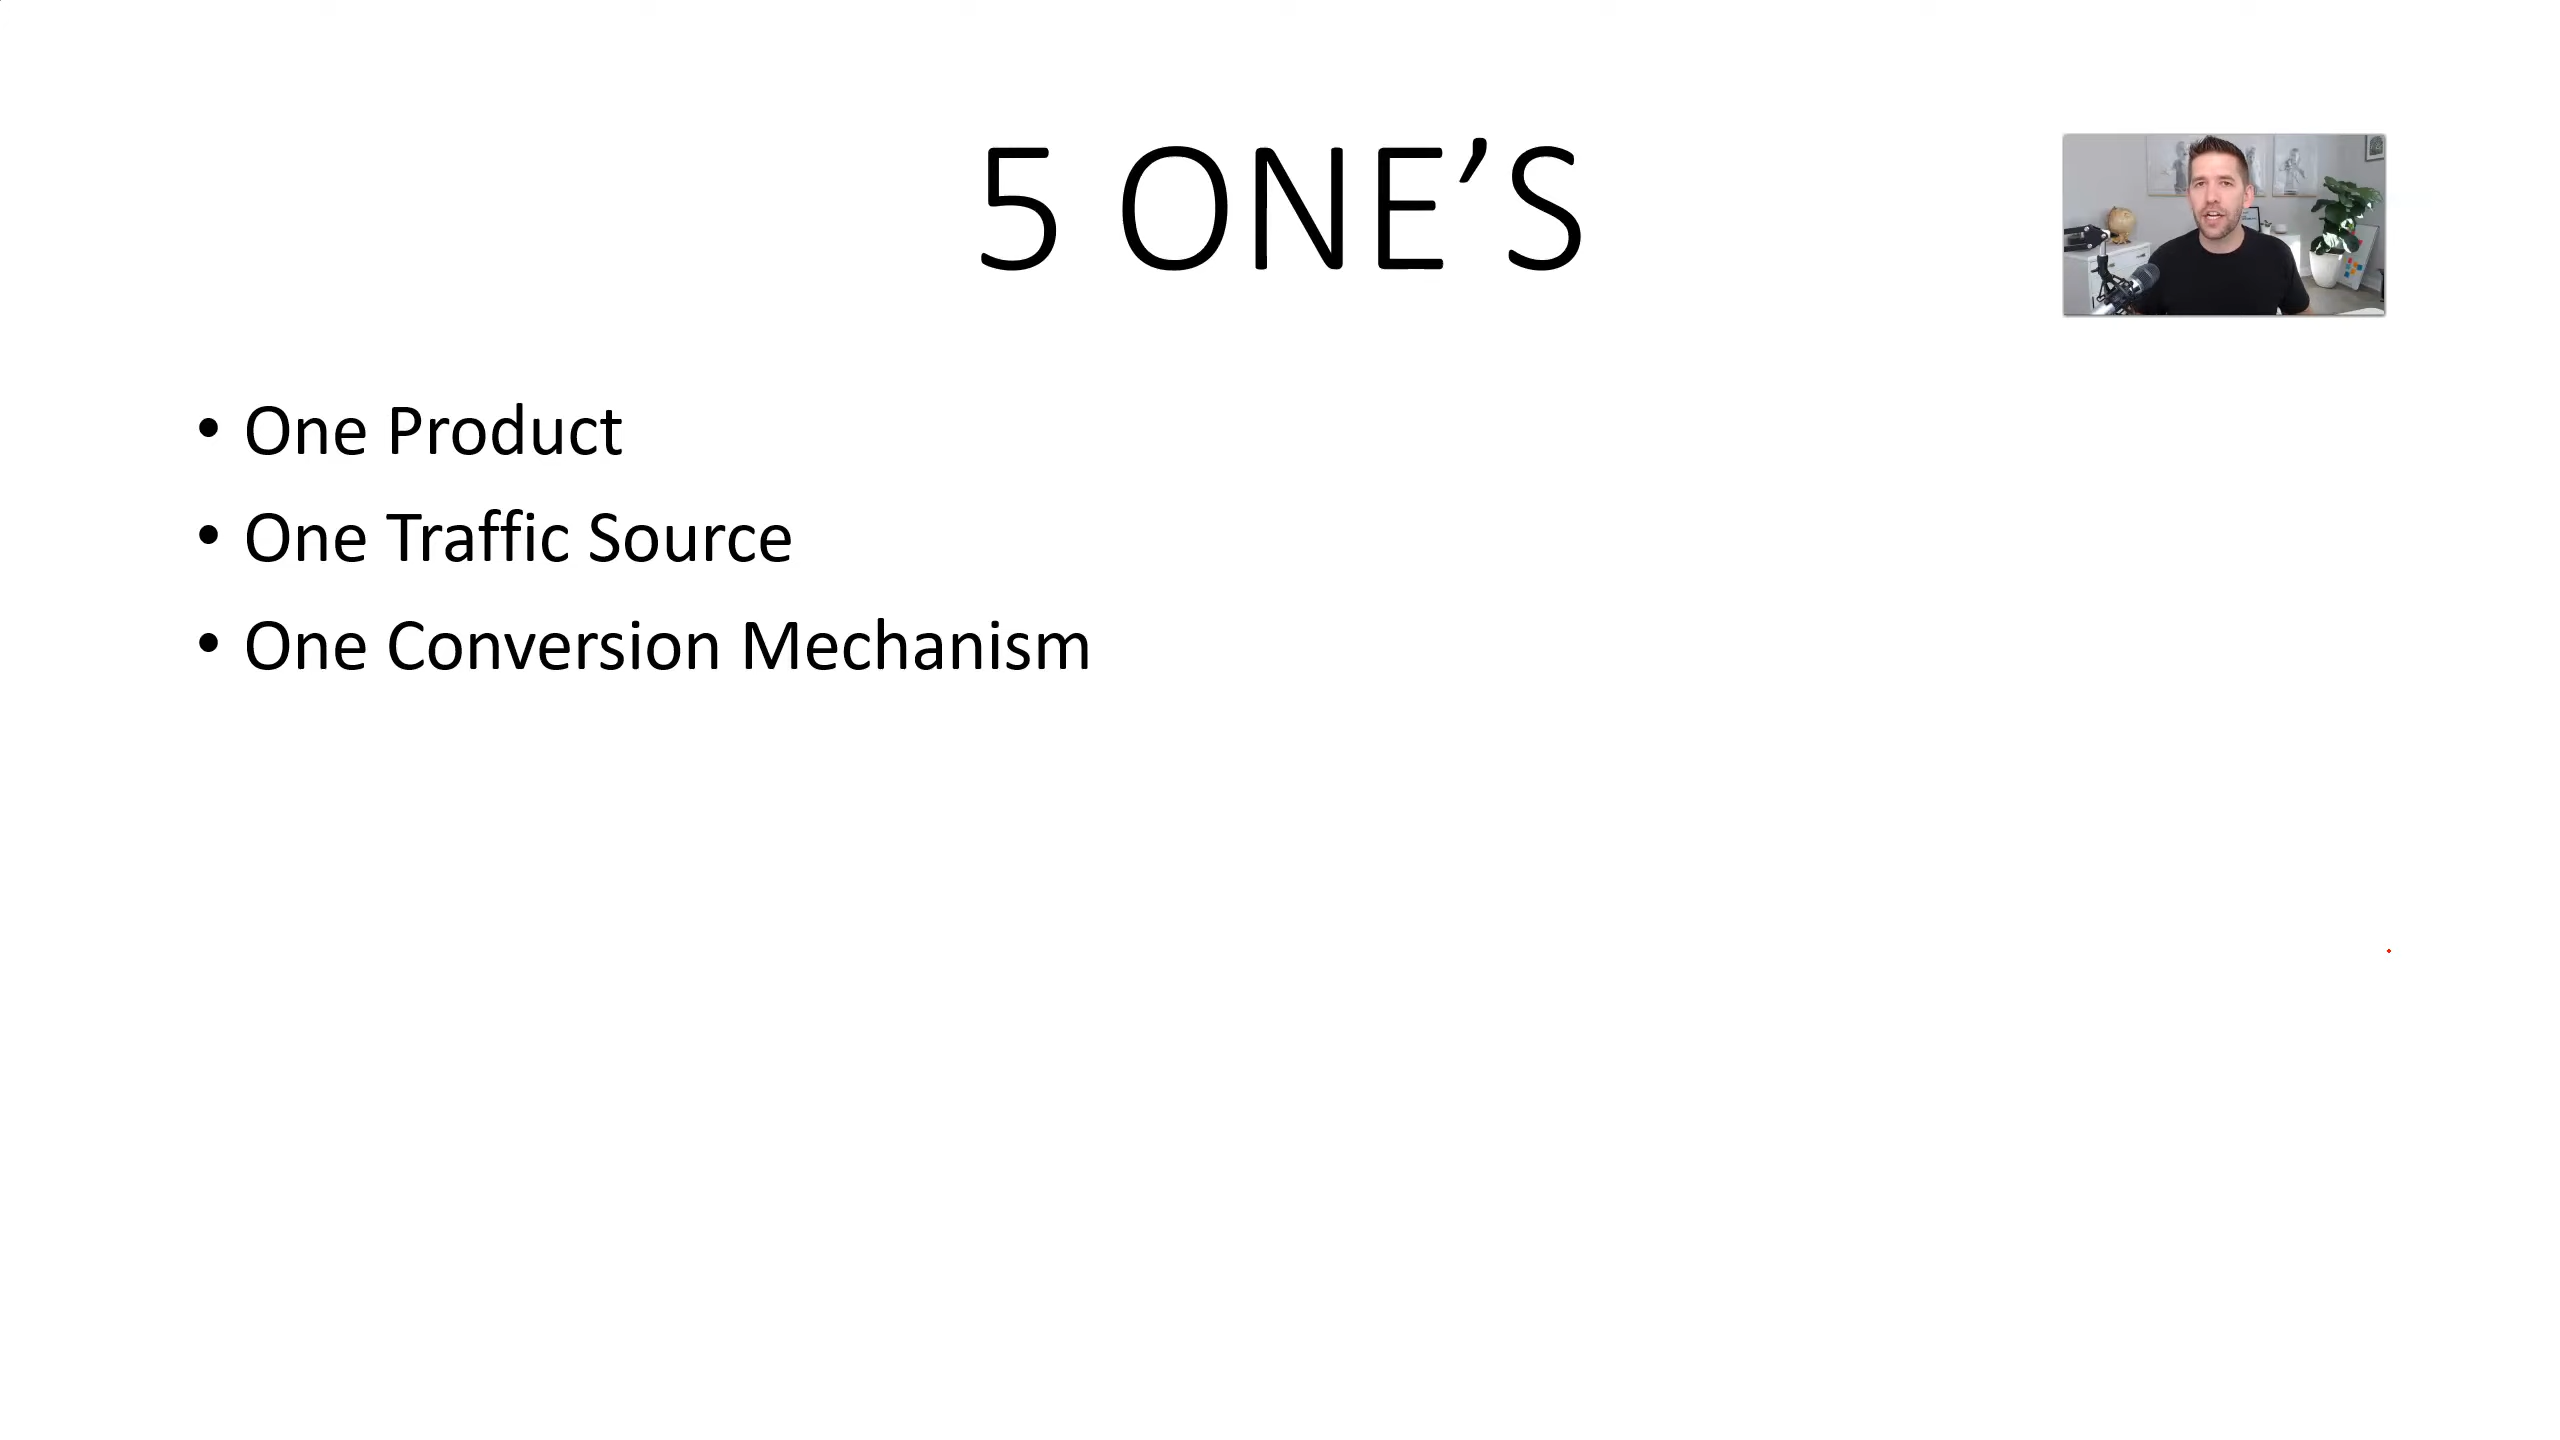 5 ONE’S
• One Product
• One Traffic Source
• One Conversion Mechanism